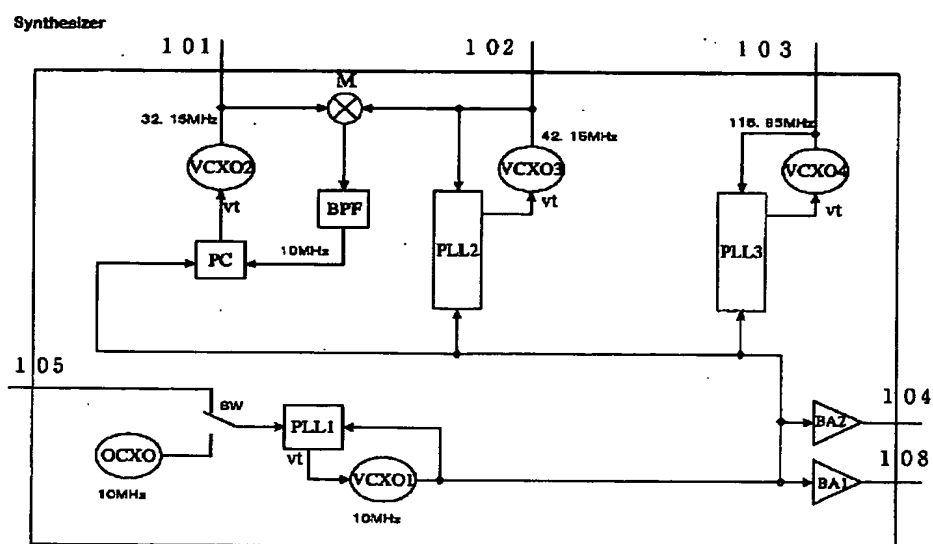 Synthesizer
101
102
103
M
32. 15MHz
42. 15MHz
116. 85MHz
VCXO2
VCXO3
VCXO4
vt
vt
vt
BPF
PC
10MHz
PLL2
PLL3
105
SW
PLL1
vt
OCXO
10MHz
VCXO1
10MHz
104
BA2
108
BA1